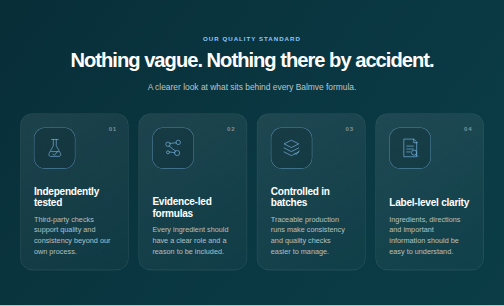 OUR QUALITY STANDARD
Nothing vague. Nothing there by accident.
A clearer look at what sits behind every Balmve formula.
01
Independently
tested
Third-party checks
support quality and
consistency beyond our
own process.
02
Evidence-led
formulas
Every ingredient should
have a clear role and a
reason to be included.
03
Controlled in
batches
Traceable production
runs make consistency
and quality checks
easier to manage.
04
Label-level clarity
Ingredients, directions
and important
information should be
easy to understand.